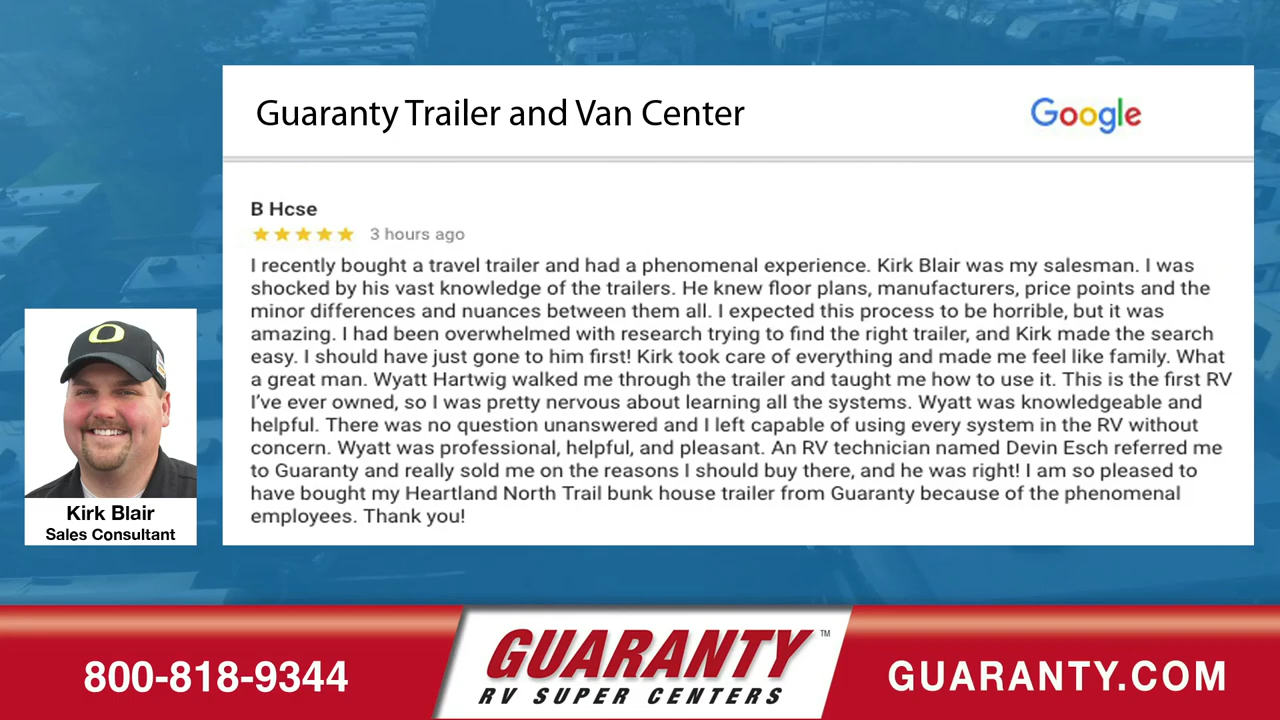 Guaranty Trailer and Van Center
Google
B Hcse
3 hours ago
I recently bought a travel trailer and had a phenomenal experience. Kirk Blair was my salesman. I was
shocked by his vast knowledge of the trailers. He knew floor plans, manufacturers, price points and the
minor differences and nuances between them all. I expected this process to be horrible, but it was
amazing. I had been overwhelmed with research trying to find the right trailer, and Kirk made the search
easy. I should have just gone to him first! Kirk took care of everything and made me feel like family. What
a great man. Wyatt Hartwig walked me through the trailer and taught me how to use it. This is the first RV
I've ever owned, so I was pretty nervous about learning all the systems. Wyatt was knowledgeable and
helpful. There was no question unanswered and I left capable of using every system in the RV without
concern. Wyatt was professional, helpful, and pleasant. An RV technician named Devin Esch referred me
to Guaranty and really sold me on the reasons I should buy there, and he was right! I am so pleased to
have bought my Heartland North Trail bunk house trailer from Guaranty because of the phenomenal
employees. Thank you!
O
Kirk Blair
Sales Consultant
800-818-9344
GUARANTY™
RV SUPER CENTERS
GUARANTY.COM